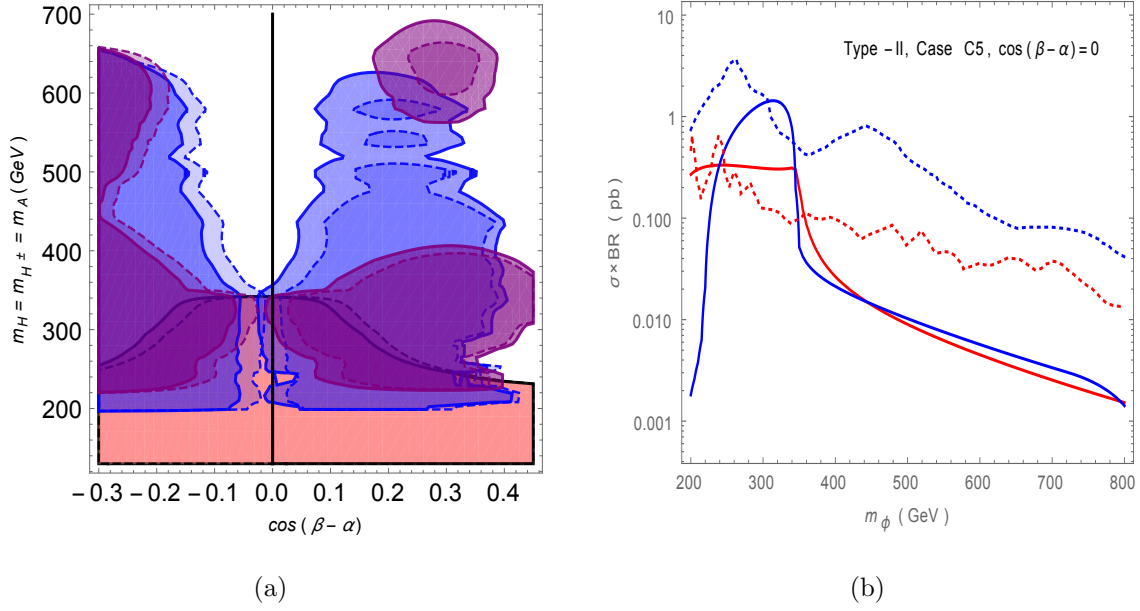 700
600
500
400
300
200
m_H = m_H ± = m_A ( GeV )
−0.3 −0.2 −0.1 0.0 0.1 0.2 0.3 0.4
cos ( β − α)
(a)
Type −II, Case C5 , cos ( β − α) = 0
10
1
0.100
0.010
0.001
σ×BR ( pb )
200 300 400 500 600 700 800
m_ϕ ( GeV )
(b)